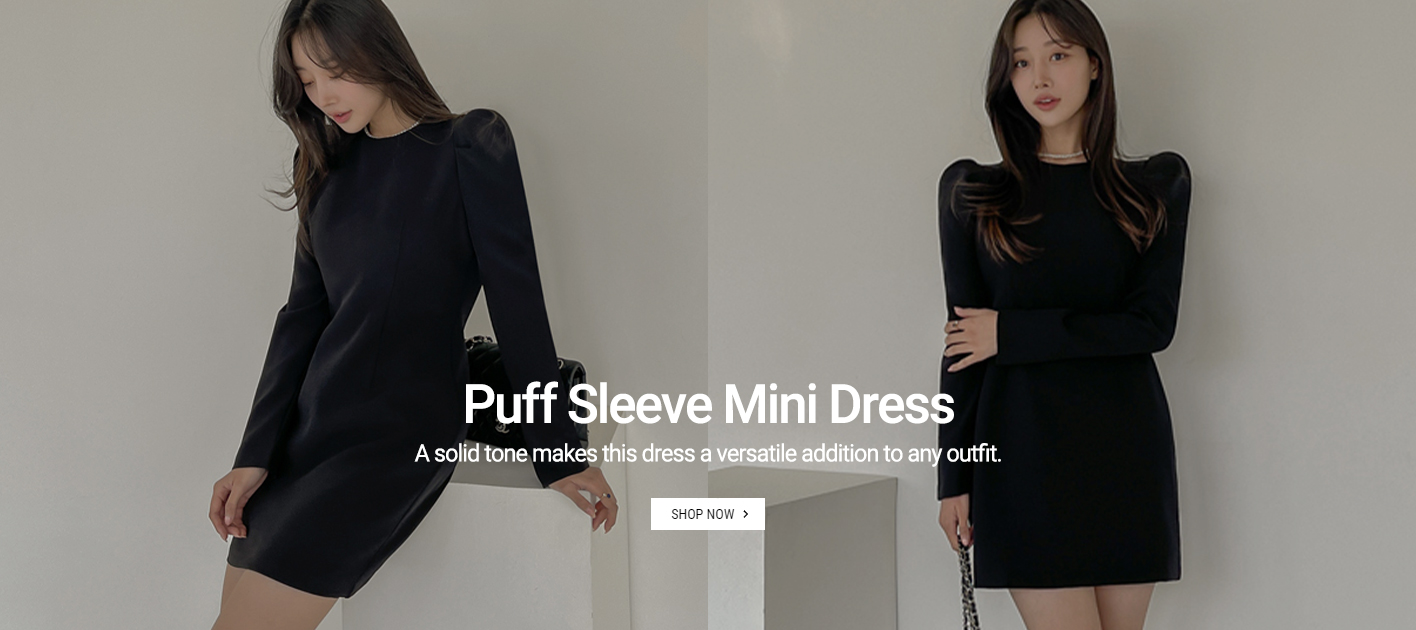 Puff Sleeve Mini Dress
A solid tone makes this dress a versatile addition to any outfit.
SHOP NOW